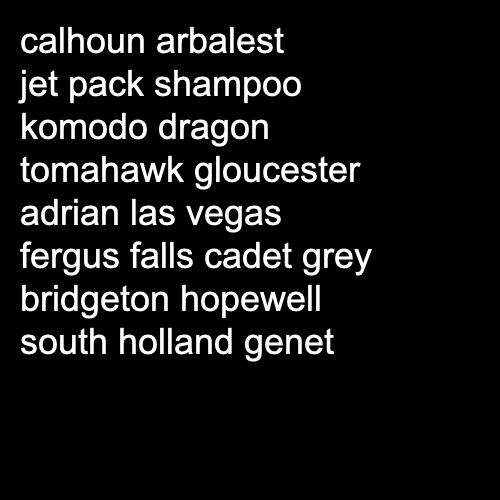 calhoun arbalest
jet pack shampoo
komodo dragon
tomahawk gloucester
adrian las vegas
fergus falls cadet grey
bridgeton hopewell
south holland genet